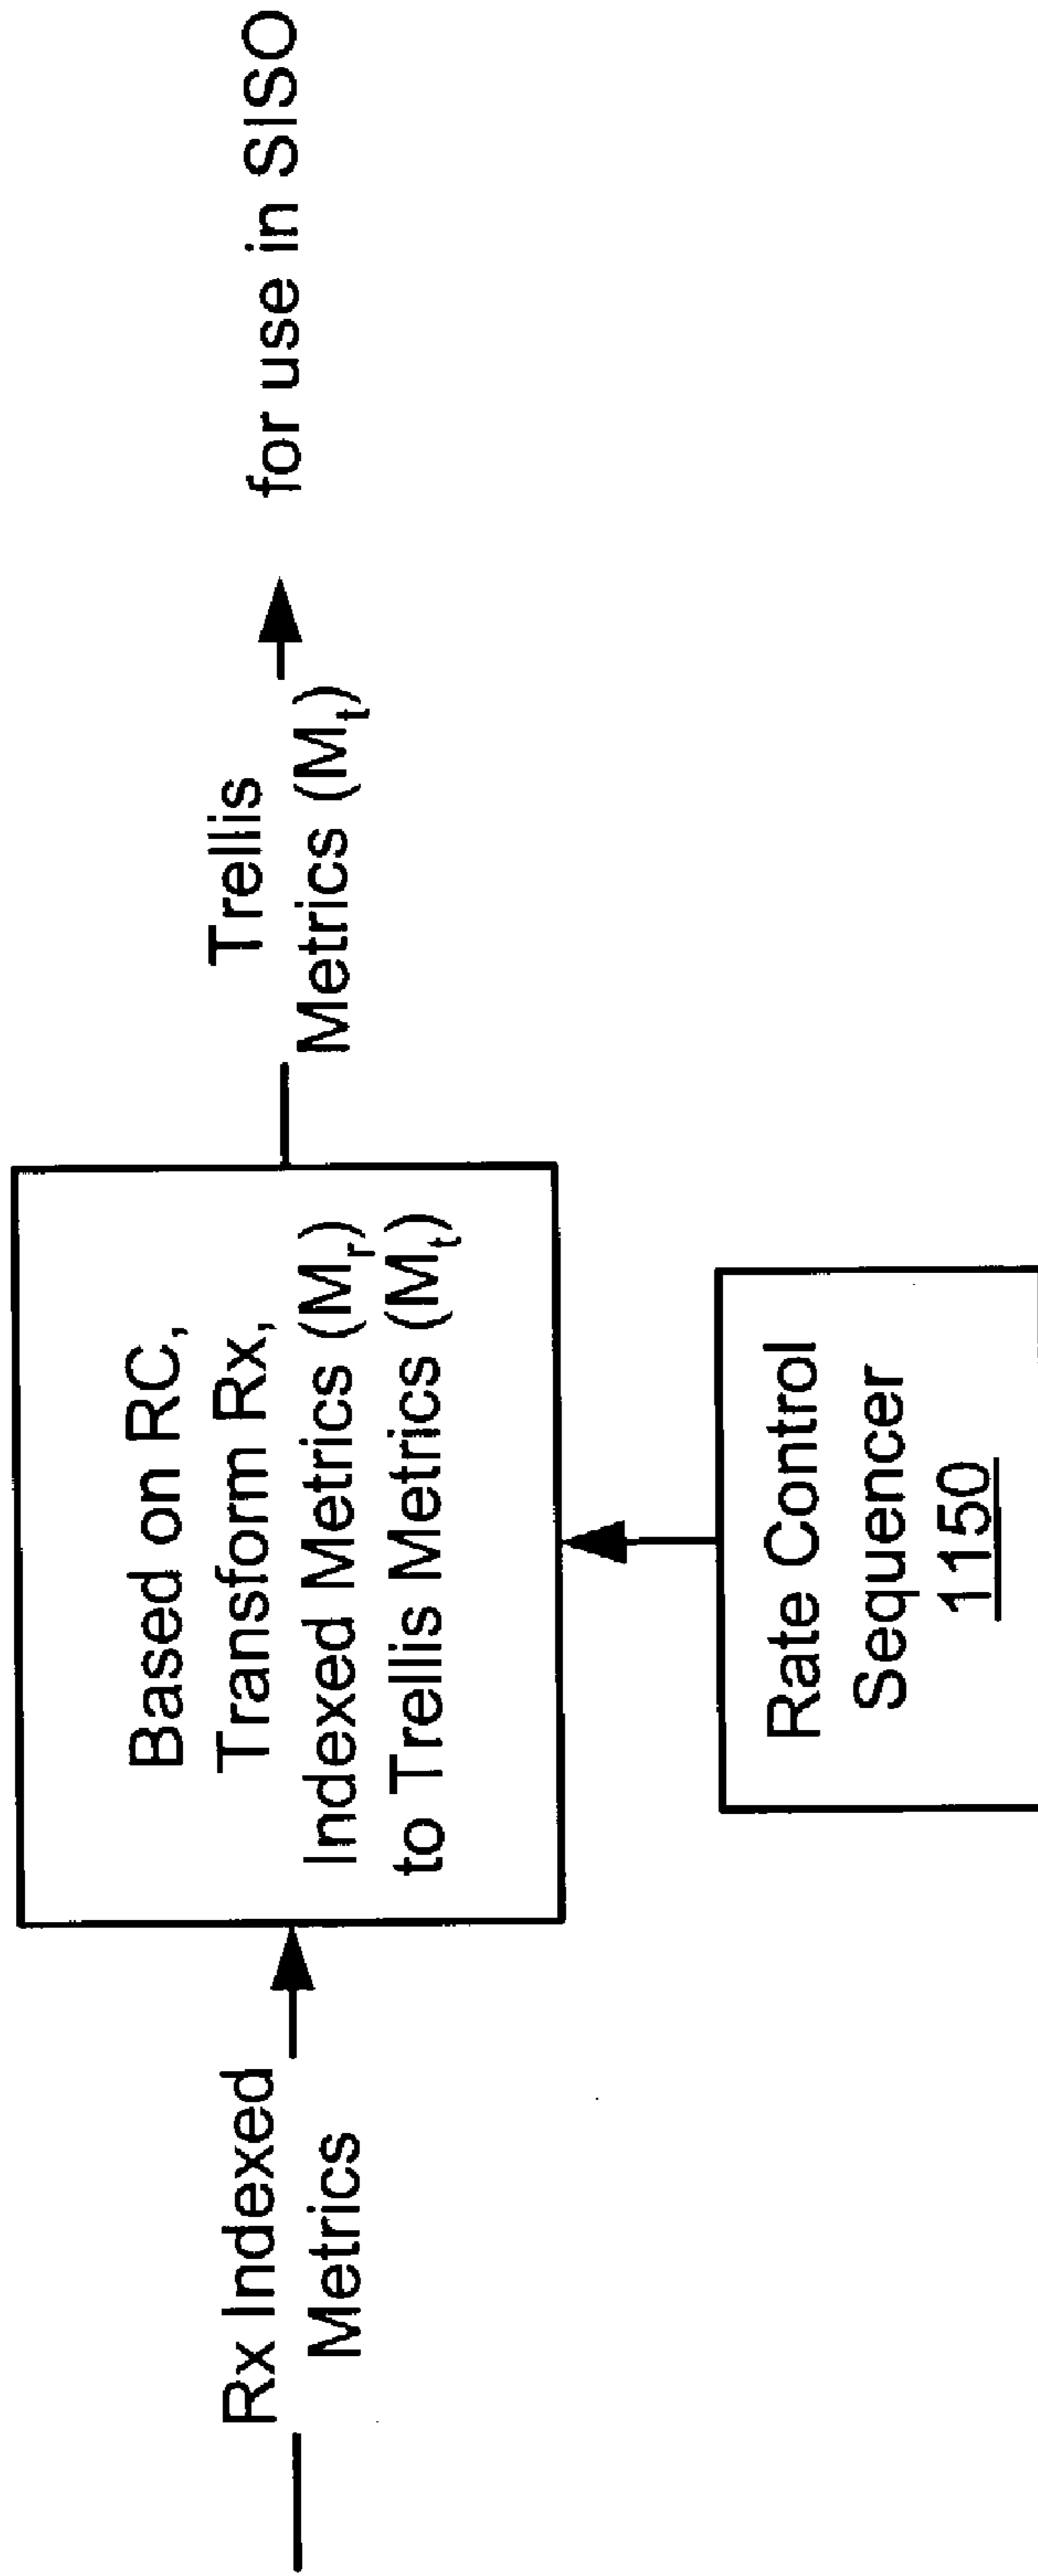 Rx Indexed
Metrics
Based on RC,
Transform Rx,
Indexed Metrics (Mr)
to Trellis Metrics (Mt)
Trellis
Metrics (Mt)
for use in SISO
Rate Control
Sequencer
1150